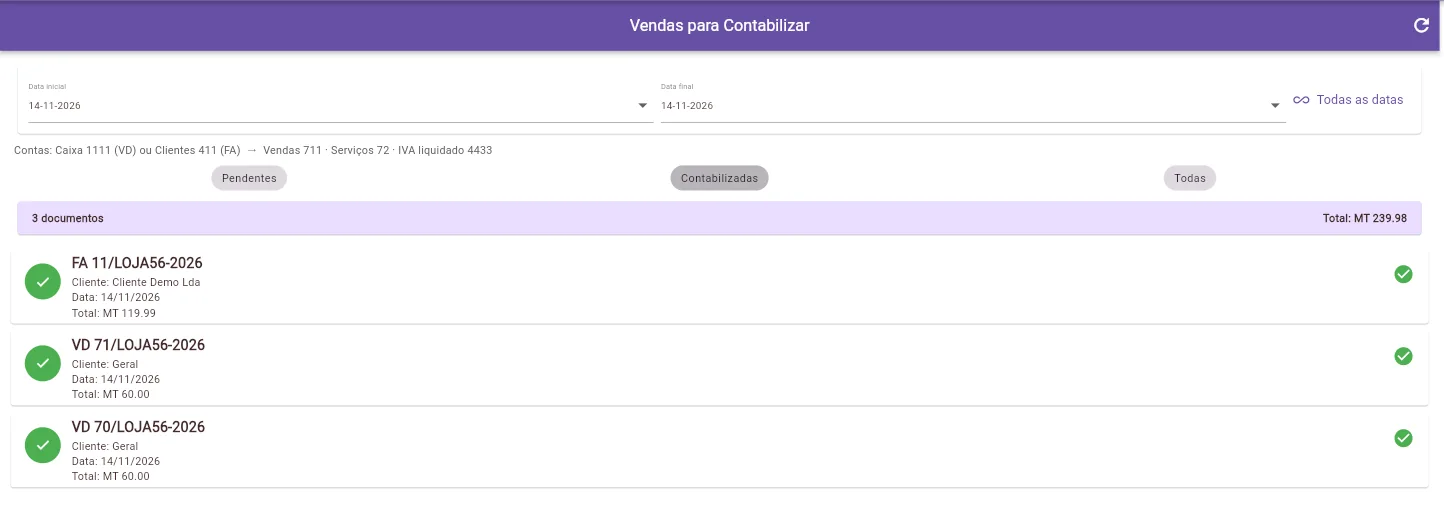 Vendas para Contabilizar
Data inicial
14-11-2026
Data final
14-11-2026
Todas as datas
Contas: Caixa 1111 (VD) ou Clientes 411 (FA) → Vendas 711 · Serviços 72 · IVA liquidado 4433
Pendentes
Contabilizadas
Todas
3 documentos
Total: MT 239.98
FA 11/LOJA56-2026
Cliente: Cliente Demo Lda
Data: 14/11/2026
Total: MT 119.99
VD 71/LOJA56-2026
Cliente: Geral
Data: 14/11/2026
Total: MT 60.00
VD 70/LOJA56-2026
Cliente: Geral
Data: 14/11/2026
Total: MT 60.00